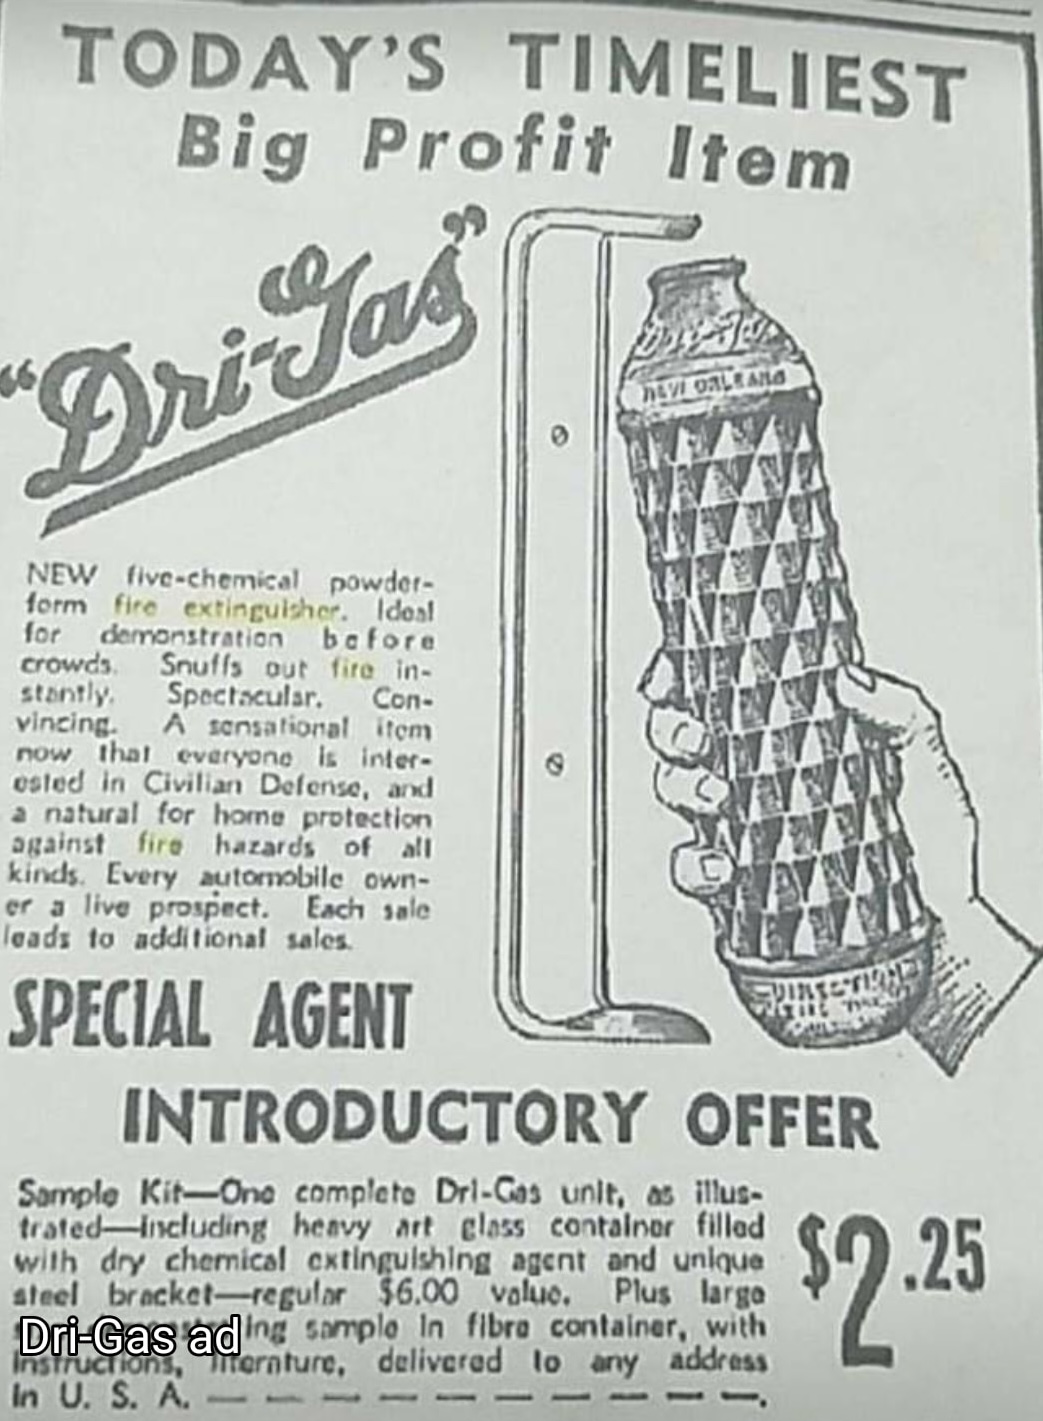 TODAY'S TIMELIEST
Big Profit Item
"Dri-Gas"
NEW ORLEANS
NEW five-chemical powder-
form fire extinguisher. Ideal
for demonstration before
crowds. Snuffs out fire in-
stantly. Spectacular. Con-
vincing. A sensational item
now that everyone is inter-
ested in Civilian Defense, and
a natural for home protection
against fire hazards of all
kinds. Every automobile own-
er a live prospect. Each sale
leads to additional sales.
DIRECTIONS
SPECIAL AGENT
INTRODUCTORY OFFER
Sample Kit—One complete Dri-Gas unit, as illus-
trated—including heavy art glass container filled
with dry chemical extinguishing agent and unique
steel bracket—regular $6.00 value. Plus large
sample in fibre container, with
instructions, literature, delivered to any address
in U. S. A. — — — — — — — — — —.
$2.25
Dri-Gas ad